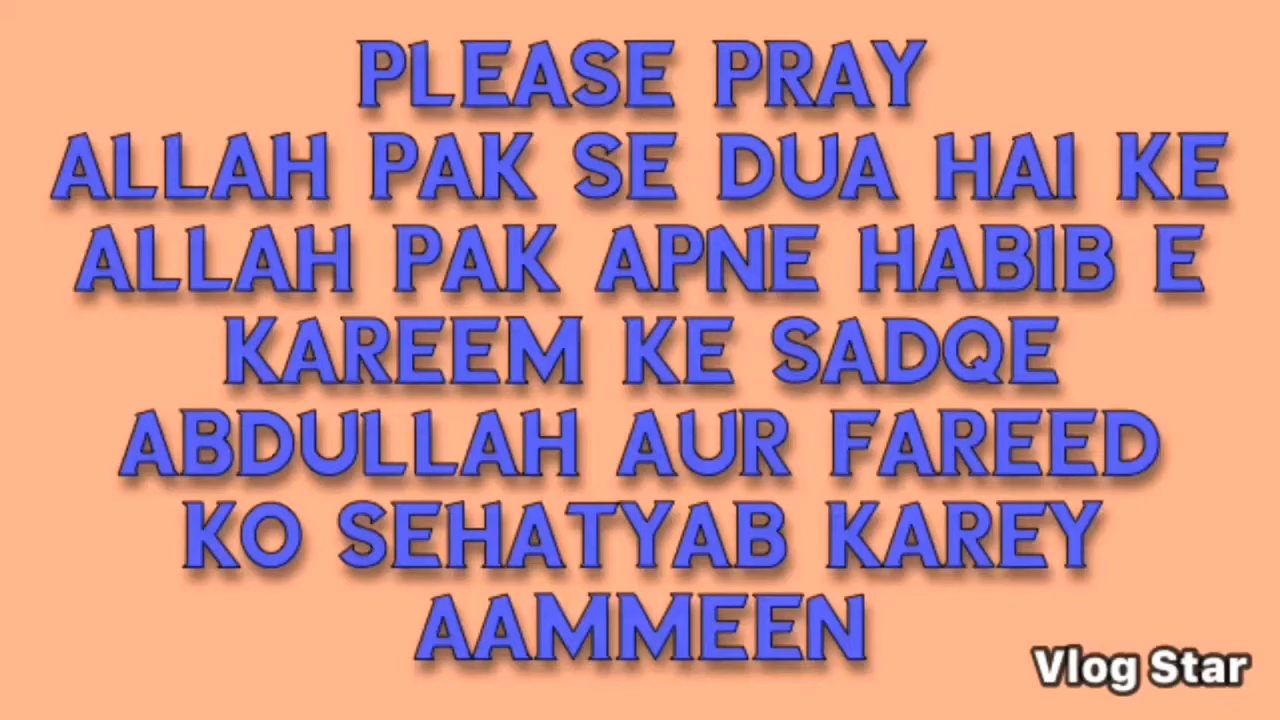 PLEASE PRAY
ALLAH PAK SE DUA HAI KE
ALLAH PAK APNE HABIB E
KAREEM KE SADQE
ABDULLAH AUR FAREED
KO SEHATYAB KAREY
AAMMEEN
Vlog Star